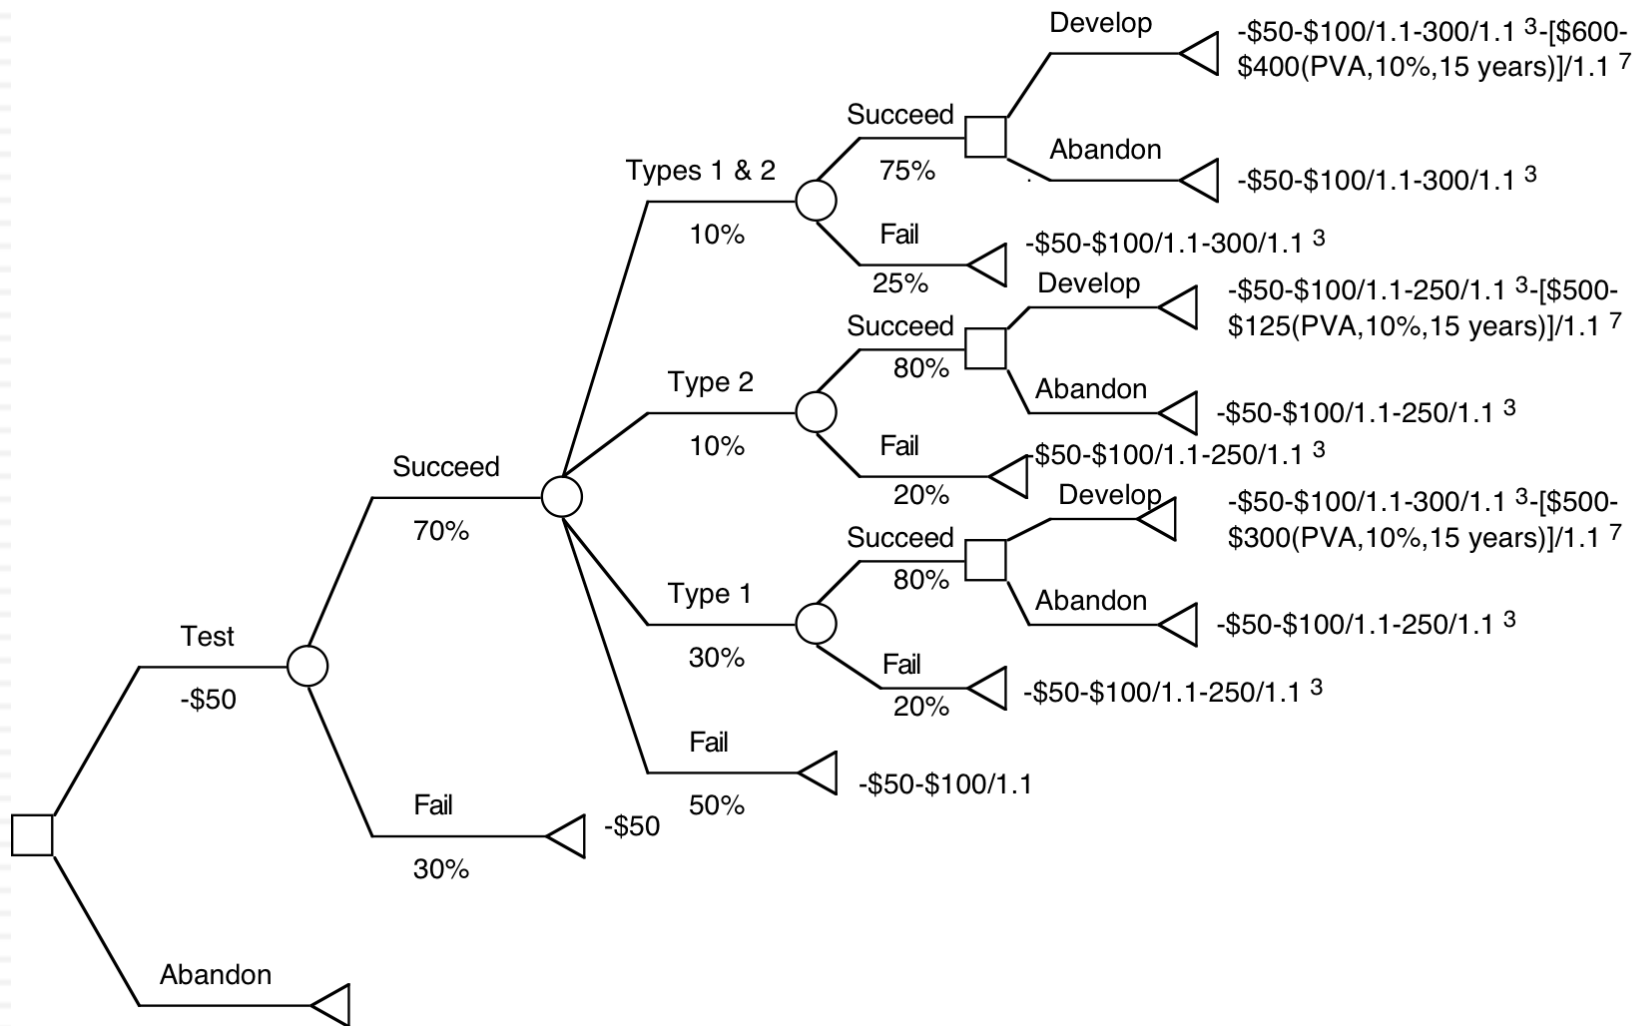 Develop
-$50-$100/1.1-300/1.1 3-[$600-
$400(PVA,10%,15 years)]/1.1 7
Succeed
75%
Abandon
-$50-$100/1.1-300/1.1 3
Types 1 & 2
10%
Fail
25%
-$50-$100/1.1-300/1.1 3
Develop
-$50-$100/1.1-250/1.1 3-[$500-
$125(PVA,10%,15 years)]/1.1 7
Succeed
80%
Type 2
10%
Abandon
-$50-$100/1.1-250/1.1 3
Fail
20%
-$50-$100/1.1-250/1.1 3
Succeed
70%
Develop
-$50-$100/1.1-300/1.1 3-[$500-
$300(PVA,10%,15 years)]/1.1 7
Succeed
80%
Type 1
30%
Abandon
-$50-$100/1.1-250/1.1 3
Fail
20%
-$50-$100/1.1-250/1.1 3
Test
-$50
Fail
50%
-$50-$100/1.1
Fail
30%
-$50
Abandon